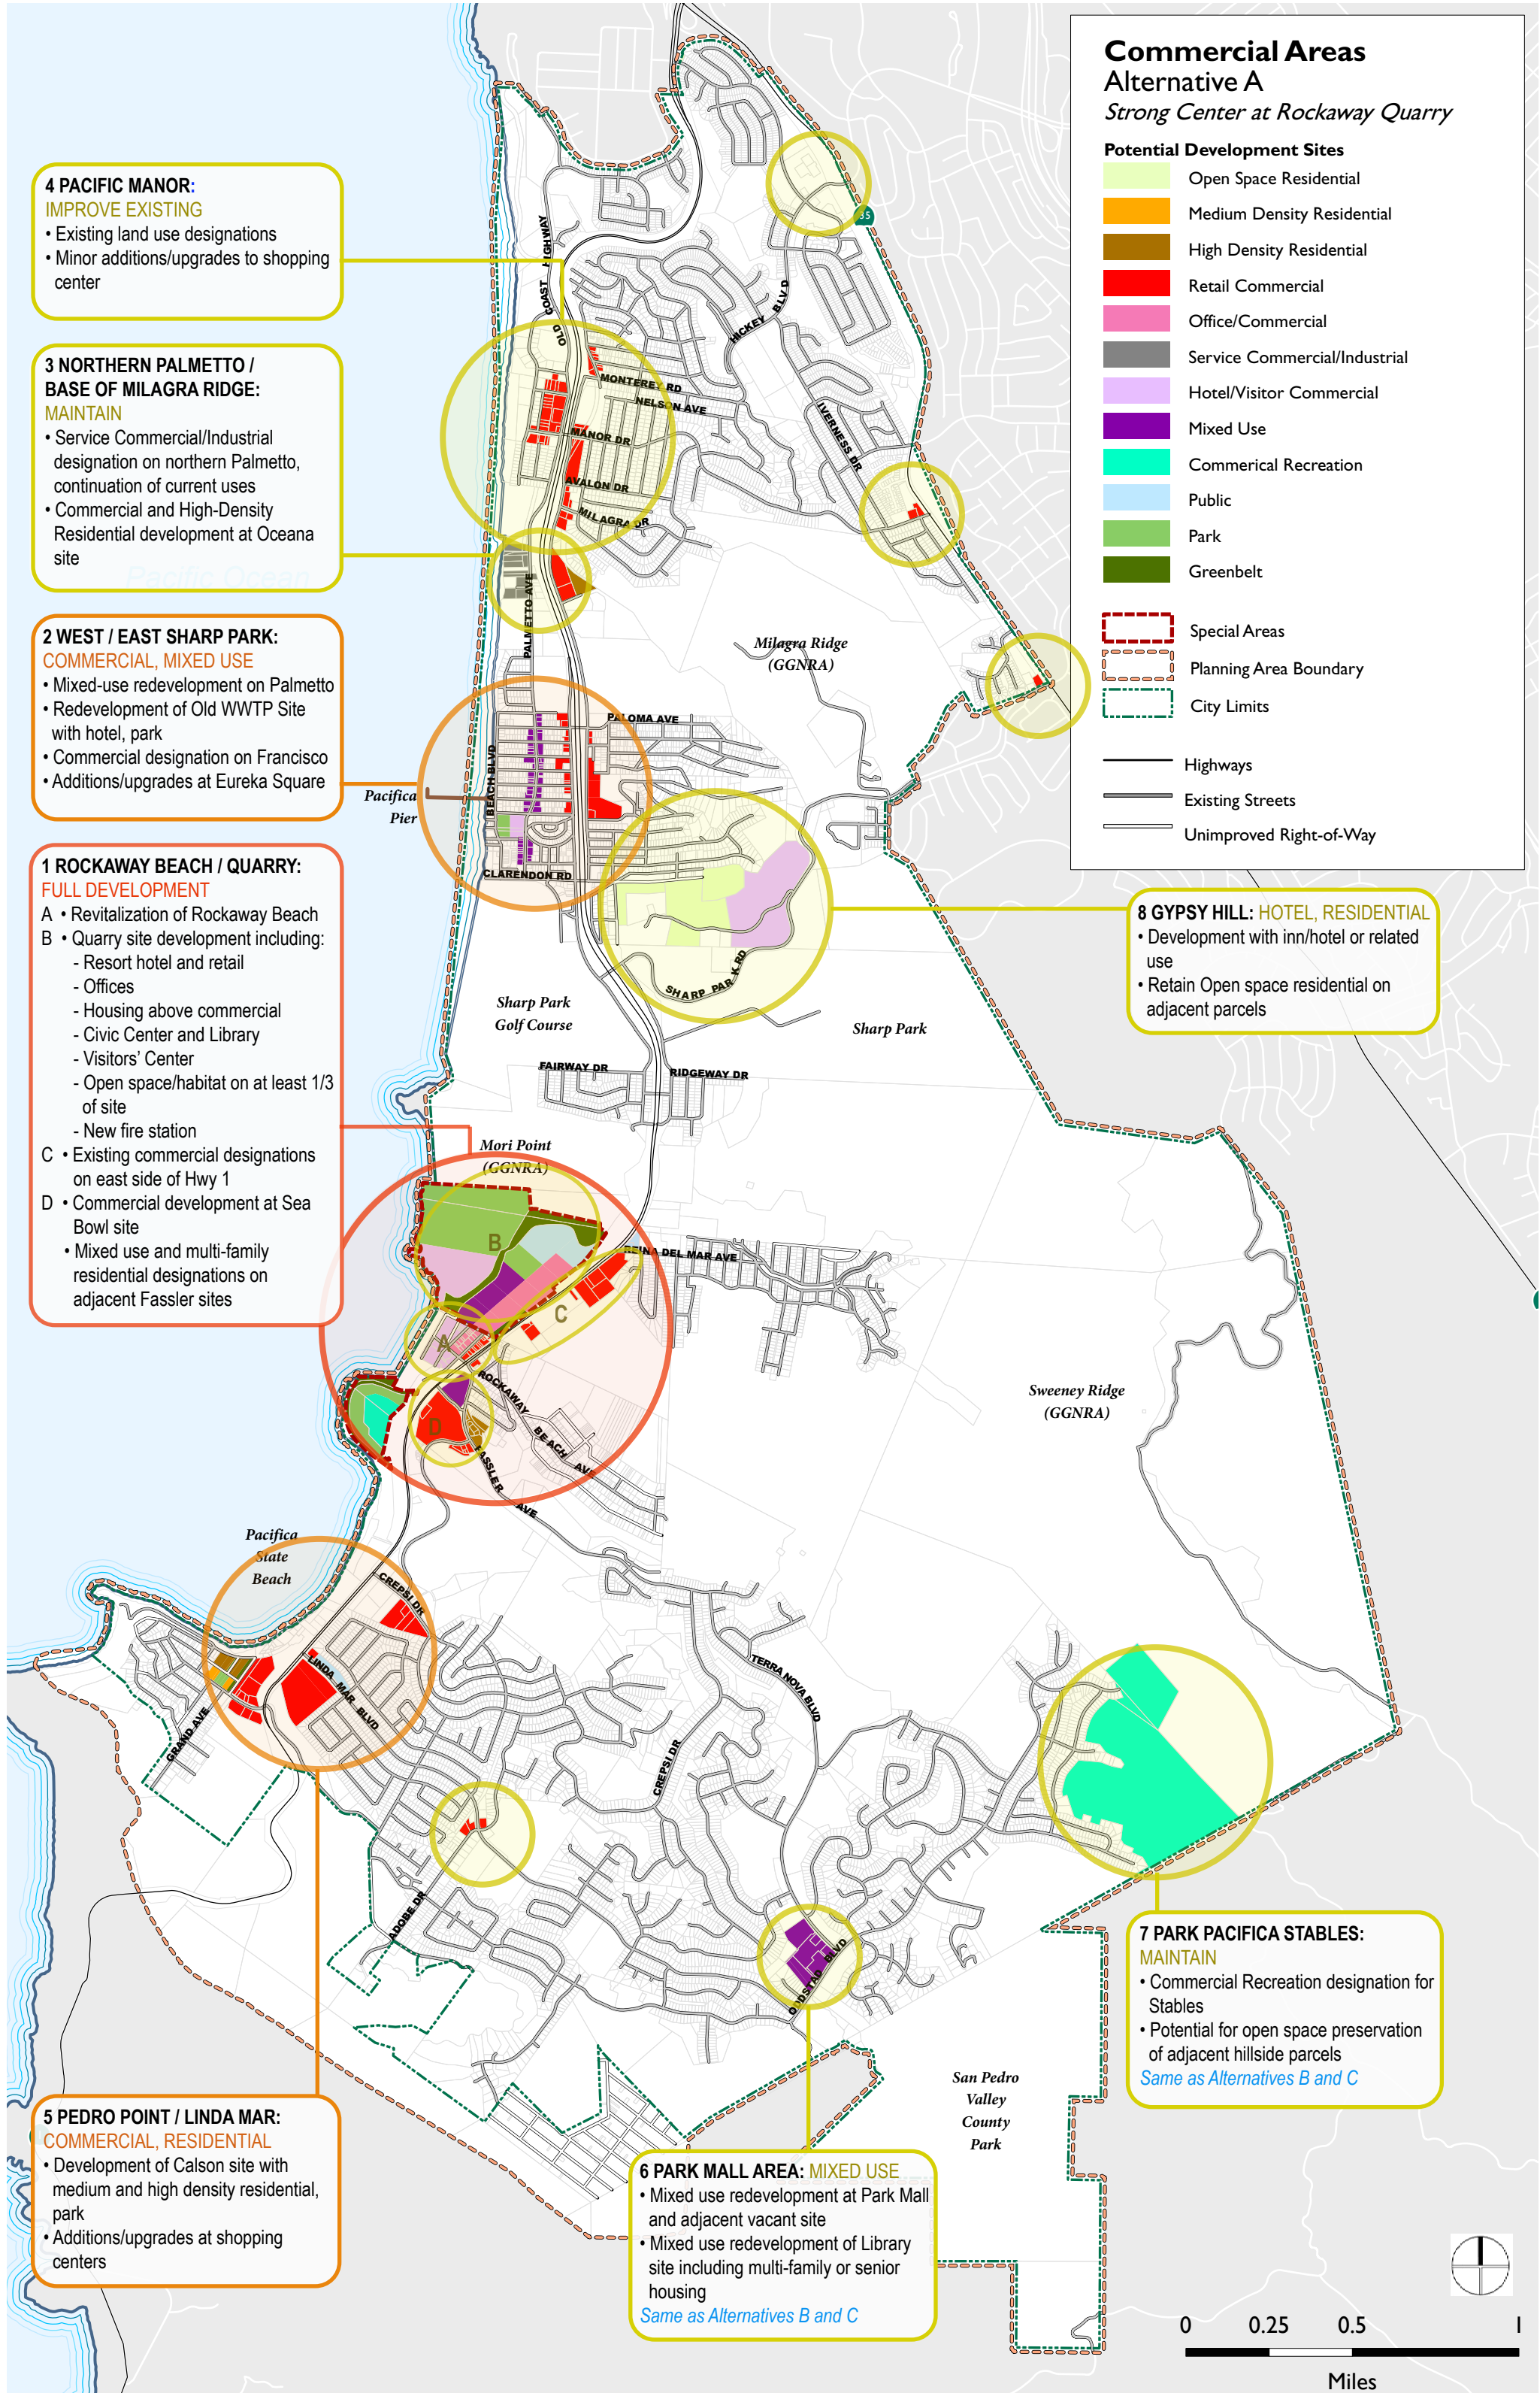 Commercial Areas
Alternative A
Strong Center at Rockaway Quarry
Potential Development Sites
Open Space Residential
Medium Density Residential
High Density Residential
Retail Commercial
Office/Commercial
Service Commercial/Industrial
Hotel/Visitor Commercial
Mixed Use
Commerical Recreation
Public
Park
Greenbelt
Special Areas
Planning Area Boundary
City Limits
Highways
Existing Streets
Unimproved Right-of-Way
4 PACIFIC MANOR:
IMPROVE EXISTING
• Existing land use designations
• Minor additions/upgrades to shopping
center
3 NORTHERN PALMETTO /
BASE OF MILAGRA RIDGE:
MAINTAIN
• Service Commercial/Industrial
designation on northern Palmetto,
continuation of current uses
• Commercial and High-Density
Residential development at Oceana
site
Pacific Ocean
2 WEST / EAST SHARP PARK:
COMMERCIAL, MIXED USE
• Mixed-use redevelopment on Palmetto
• Redevelopment of Old WWTP Site
with hotel, park
• Commercial designation on Francisco
• Additions/upgrades at Eureka Square
1 ROCKAWAY BEACH / QUARRY:
FULL DEVELOPMENT
A • Revitalization of Rockaway Beach
B • Quarry site development including:
- Resort hotel and retail
- Offices
- Housing above commercial
- Civic Center and Library
- Visitors' Center
- Open space/habitat on at least 1/3
of site
- New fire station
C • Existing commercial designations
on east side of Hwy 1
D • Commercial development at Sea
Bowl site
• Mixed use and multi-family
residential designations on
adjacent Fassler sites
8 GYPSY HILL: HOTEL, RESIDENTIAL
• Development with inn/hotel or related
use
• Retain Open space residential on
adjacent parcels
7 PARK PACIFICA STABLES:
MAINTAIN
• Commercial Recreation designation for
Stables
• Potential for open space preservation
of adjacent hillside parcels
Same as Alternatives B and C
5 PEDRO POINT / LINDA MAR:
COMMERCIAL, RESIDENTIAL
• Development of Calson site with
medium and high density residential,
park
• Additions/upgrades at shopping
centers
6 PARK MALL AREA: MIXED USE
• Mixed use redevelopment at Park Mall
and adjacent vacant site
• Mixed use redevelopment of Library
site including multi-family or senior
housing
Same as Alternatives B and C
35
OLD COAST HIGHWAY
HICKEY BLVD
MONTEREY RD
NELSON AVE
MANOR DR
IVERNESS DR
AVALON DR
MILAGRA DR
PALMETTO AVE
Milagra Ridge
(GGNRA)
PALOMA AVE
BEACH BLVD
Pacifica
Pier
CLARENDON RD
SHARP PARK RD
Sharp Park
Golf Course
Sharp Park
FAIRWAY DR
RIDGEWAY DR
Mori Point
(GGNRA)
B
REINA DEL MAR AVE
C
A
D
ROCKAWAY BEACH AVE
FASSLER AVE
Sweeney Ridge
(GGNRA)
Pacifica
State
Beach
CREPSI DR
LINDA MAR BLVD
GRAND AVE
TERRA NOVA BLVD
CREPSI DR
ADOBE DR
ODDSTAD BLVD
San Pedro
Valley
County
Park
0 0.25 0.5 1
Miles